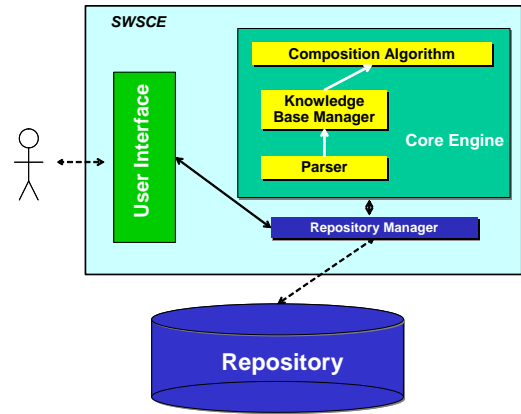 SWSCE
Composition Algorithm
Knowledge
Base Manager
Core Engine
Parser
User Interface
Repository Manager
Repository